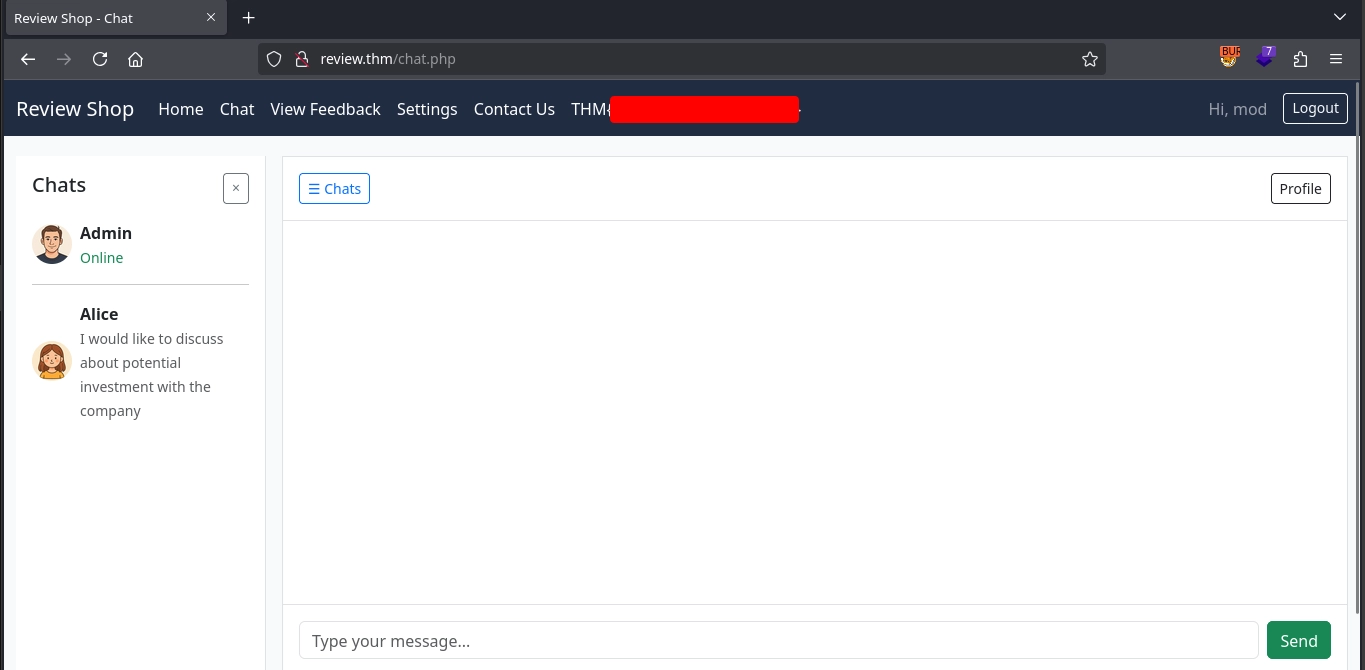 Review Shop - Chat
review.thm/chat.php
BUR
7
Review Shop Home Chat View Feedback Settings Contact Us THM{ Hi, mod Logout
Chats ×
☰ Chats
Profile
Admin
Online
Alice
I would like to discuss
about potential
investment with the
company
Type your message...
Send